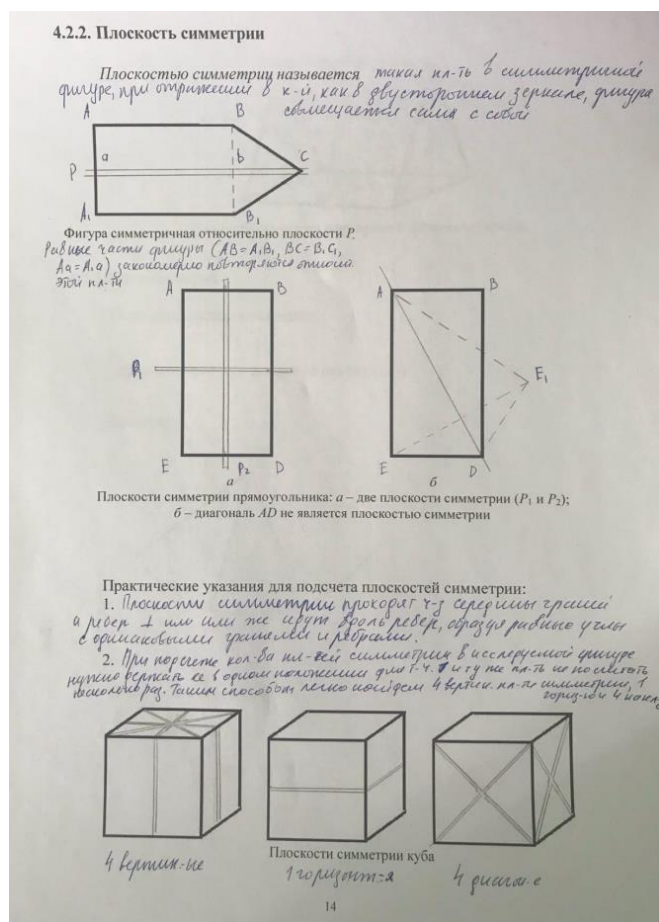 4.2.2. Плоскость симметрии
Плоскостью симметрии называется такая пл-ть в симметричной
фигуре, при отражении в к-й, как в двустороннем зеркале, фигура
совмещается сама с собой
A B
a b C
P
A₁ B₁
Фигура симметричная относительно плоскости P.
Равные части фигуры (AB = A₁B₁, BC = B₁C₁,
Aa = A₁a) закономерно повторяются относит.
этой пл-ти
A B A B
P₁ E₁
E P₂ D E D
а б
Плоскости симметрии прямоугольника: а – две плоскости симметрии (P₁ и P₂);
б – диагональ AD не является плоскостью симметрии
Практические указания для подсчета плоскостей симметрии:
1. Плоскости симметрии проходят ч-з середины граней
и ребер ⊥ им или же идут вдоль ребер, образуя равные углы
с одинаковыми гранями и ребрами.
2. При подсчете кол-ва пл-тей симметрии в исследуемой фигуре
нужно держать ее в одном положении для т.ч. 1 и ту же пл-ть не посчитать
несколько раз. Таким способом легко найдем 4 вертик. пл-ти симметрии, 1
гориз-ю и 4 накл.
Плоскости симметрии куба
4 вертик-ые 1 горизонт-я 4 диагон-е
14